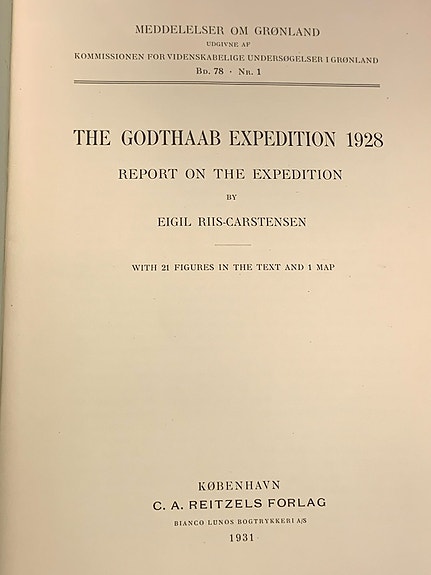 MEDDELELSER OM GRØNLAND
UDGIVNE AF
KOMMISSIONEN FOR VIDENSKABELIGE UNDERSØGELSER I GRØNLAND
BD. 78 · NR. 1
THE GODTHAAB EXPEDITION 1928
REPORT ON THE EXPEDITION
BY
EIGIL RIIS-CARSTENSEN
WITH 21 FIGURES IN THE TEXT AND 1 MAP
KØBENHAVN
C. A. REITZELS FORLAG
BIANCO LUNOS BOGTRYKKERI A/S
1931